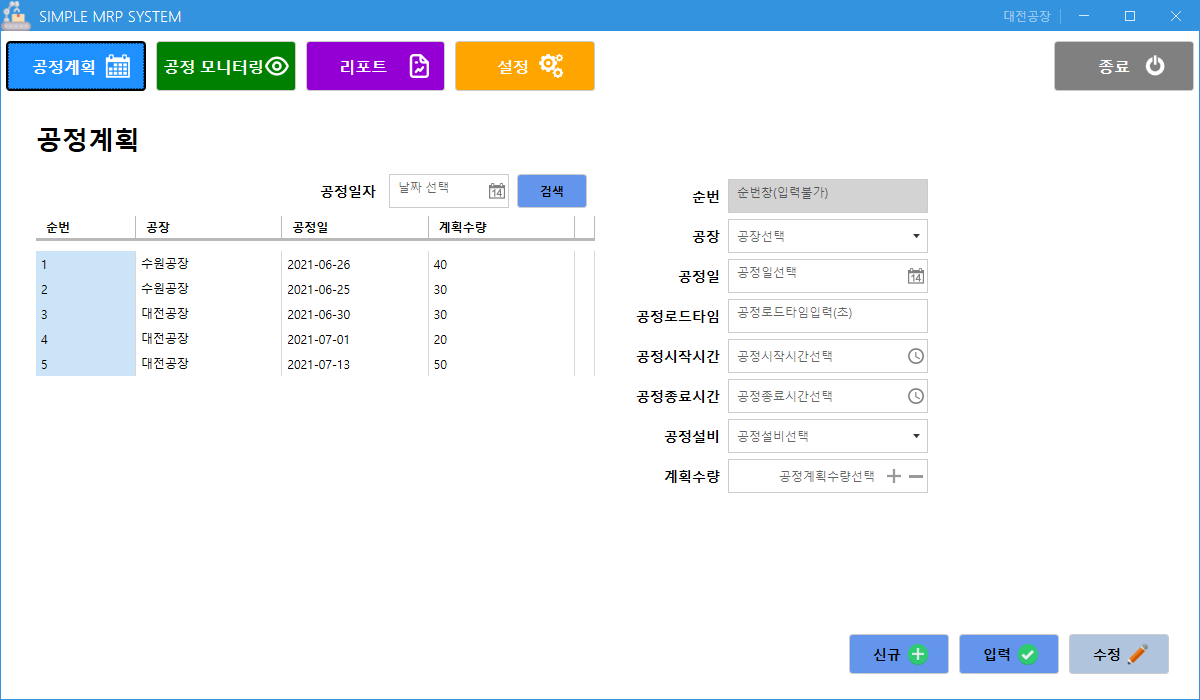 SIMPLE MRP SYSTEM 대전공장
공정계획 공정 모니터링 리포트 설정 종료
공정계획
공정일자 날짜 선택 14 검색
순번 공장 공정일 계획수량
1 수원공장 2021-06-26 40
2 수원공장 2021-06-25 30
3 대전공장 2021-06-30 30
4 대전공장 2021-07-01 20
5 대전공장 2021-07-13 50
순번 순번창(입력불가)
공장 공장선택
공정일 공정일선택 14
공정로드타임 공정로드타임입력(초)
공정시작시간 공정시작시간선택
공정종료시간 공정종료시간선택
공정설비 공정설비선택
계획수량 공정계획수량선택
신규 입력 수정